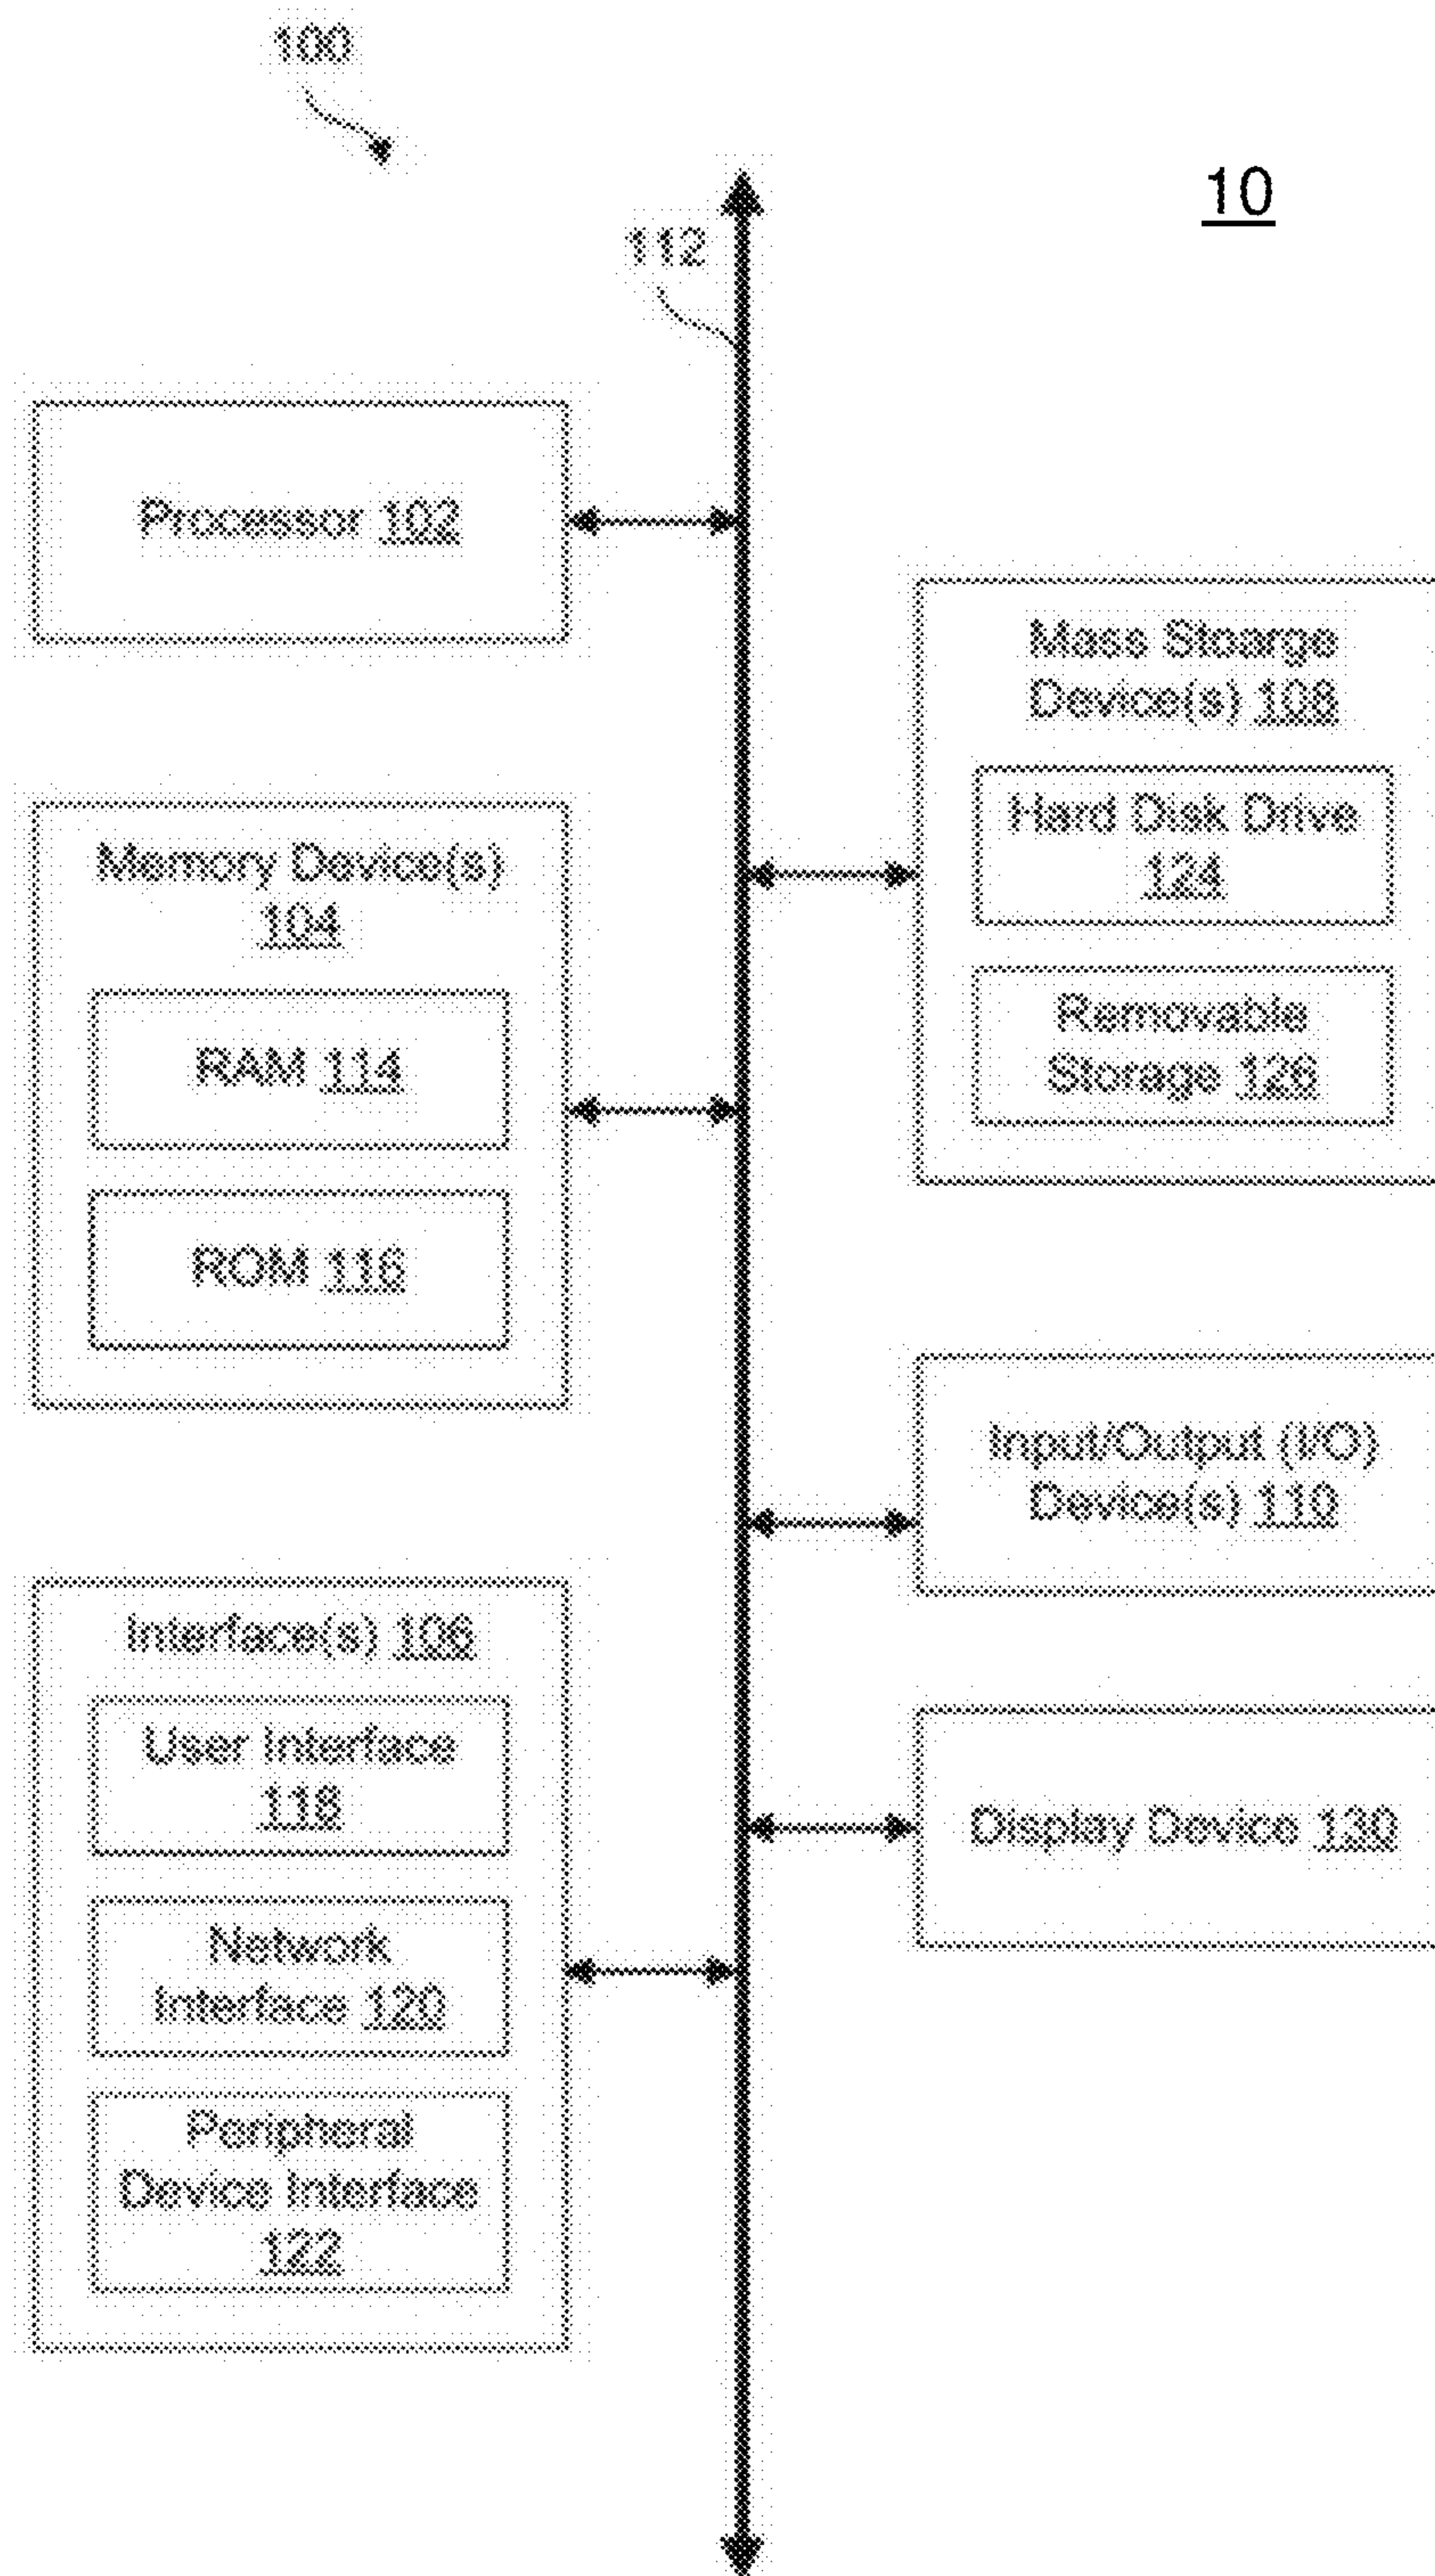 100
10
112
Processor 102
Memory Device(s)
104
RAM 114
ROM 116
Interface(s) 106
User Interface
118
Network
Interface 120
Peripheral
Device Interface
122
Mass Stoarge
Device(s) 108
Hard Disk Drive
124
Removable
Storage 126
Input/Output (I/O)
Device(s) 110
Display Device 130